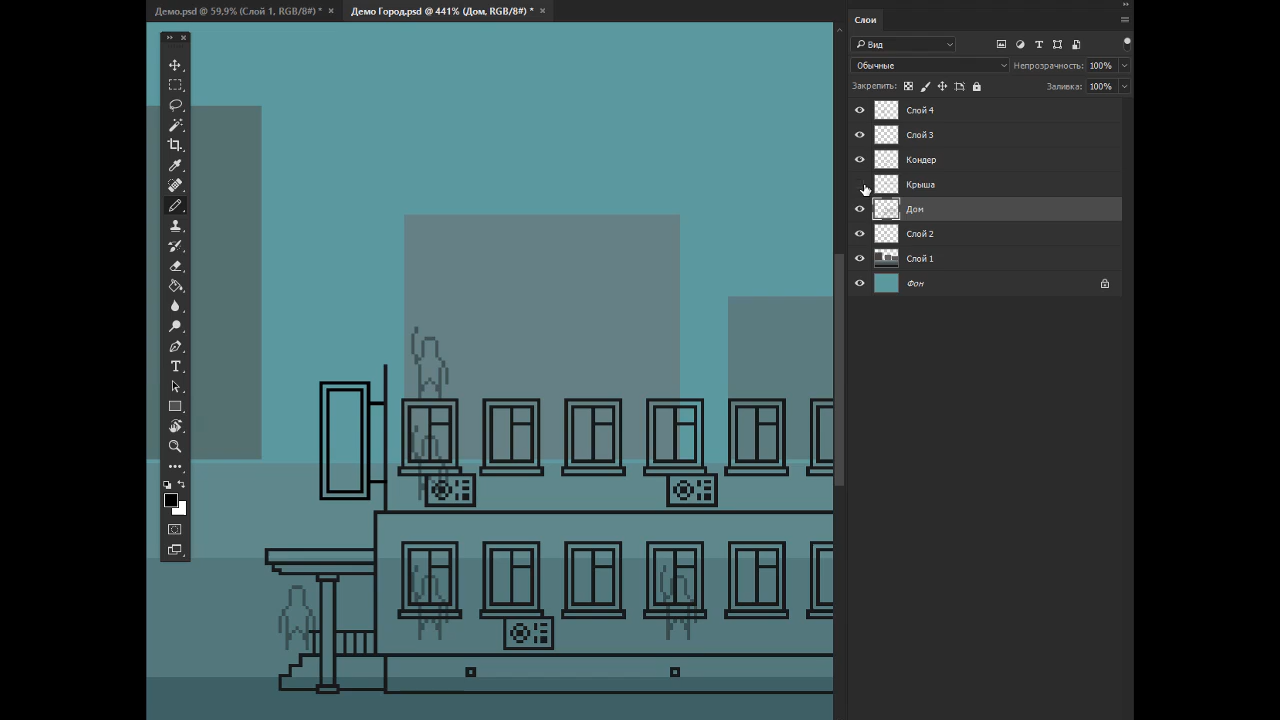 Демо.psd @ 59,9% (Слой 1, RGB/8#) * ×
Демо Город.psd @ 441% (Дом, RGB/8#) * ×
Слои
Вид
Обычные
Непрозрачность: 100%
Закрепить:
Заливка: 100%
Слой 4
Слой 3
Кондер
Крыша
Дом
Слой 2
Слой 1
Фон